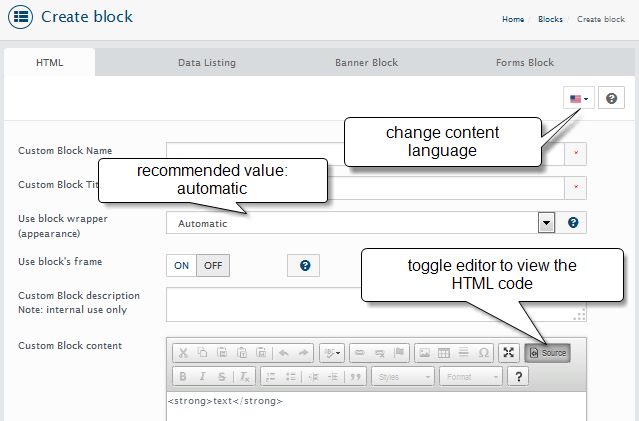 Create block
Home / Blocks / Create block
HTML
Data Listing
Banner Block
Forms Block
change content
language
Custom Block Name
*
recommended value:
automatic
Custom Block Tit
*
Use block wrapper
(appearance)
Automatic
?
Use block's frame
ON OFF
?
toggle editor to view the
HTML code
Custom Block description
Note: internal use only
Custom Block content
Source
B I S Tx
Styles
Format
?
<strong>text</strong>